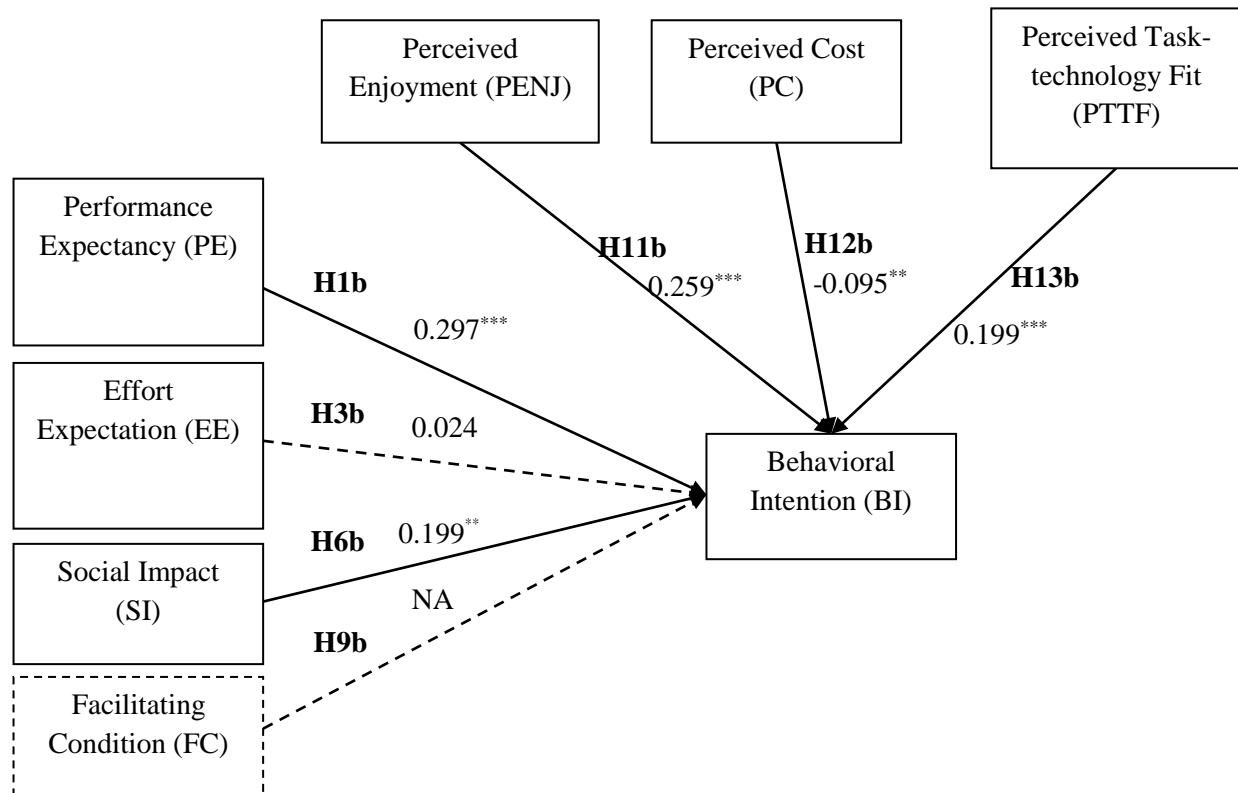 Perceived
Enjoyment (PENJ)
Perceived Cost
(PC)
Perceived Task-
technology Fit
(PTTF)
Performance
Expectancy (PE)
H1b
0.297***
H11b
0.259***
H12b
-0.095**
H13b
0.199***
Effort
Expectation (EE)
H3b
0.024
Behavioral
Intention (BI)
Social Impact
(SI)
H6b
0.199**
NA
H9b
Facilitating
Condition (FC)